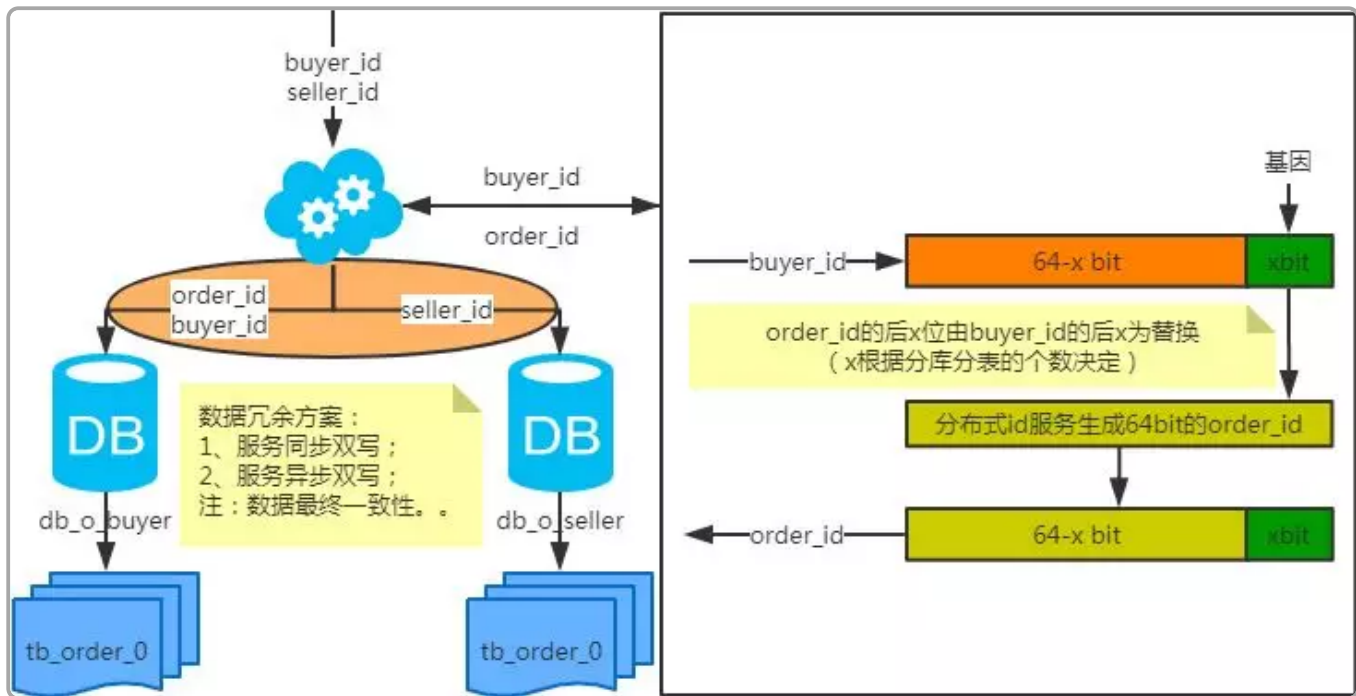 buyer_id
seller_id
buyer_id
order_id
order_id
buyer_id
seller_id
DB
DB
数据冗余方案：
1、服务同步双写；
2、服务异步双写；
注：数据最终一致性。。
db_o_buyer
db_o_seller
tb_order_0
tb_order_0
基因
buyer_id
64-x bit
xbit
order_id的后x位由buyer_id的后x为替换
（x根据分库分表的个数决定）
分布式id服务生成64bit的order_id
order_id
64-x bit
xbit